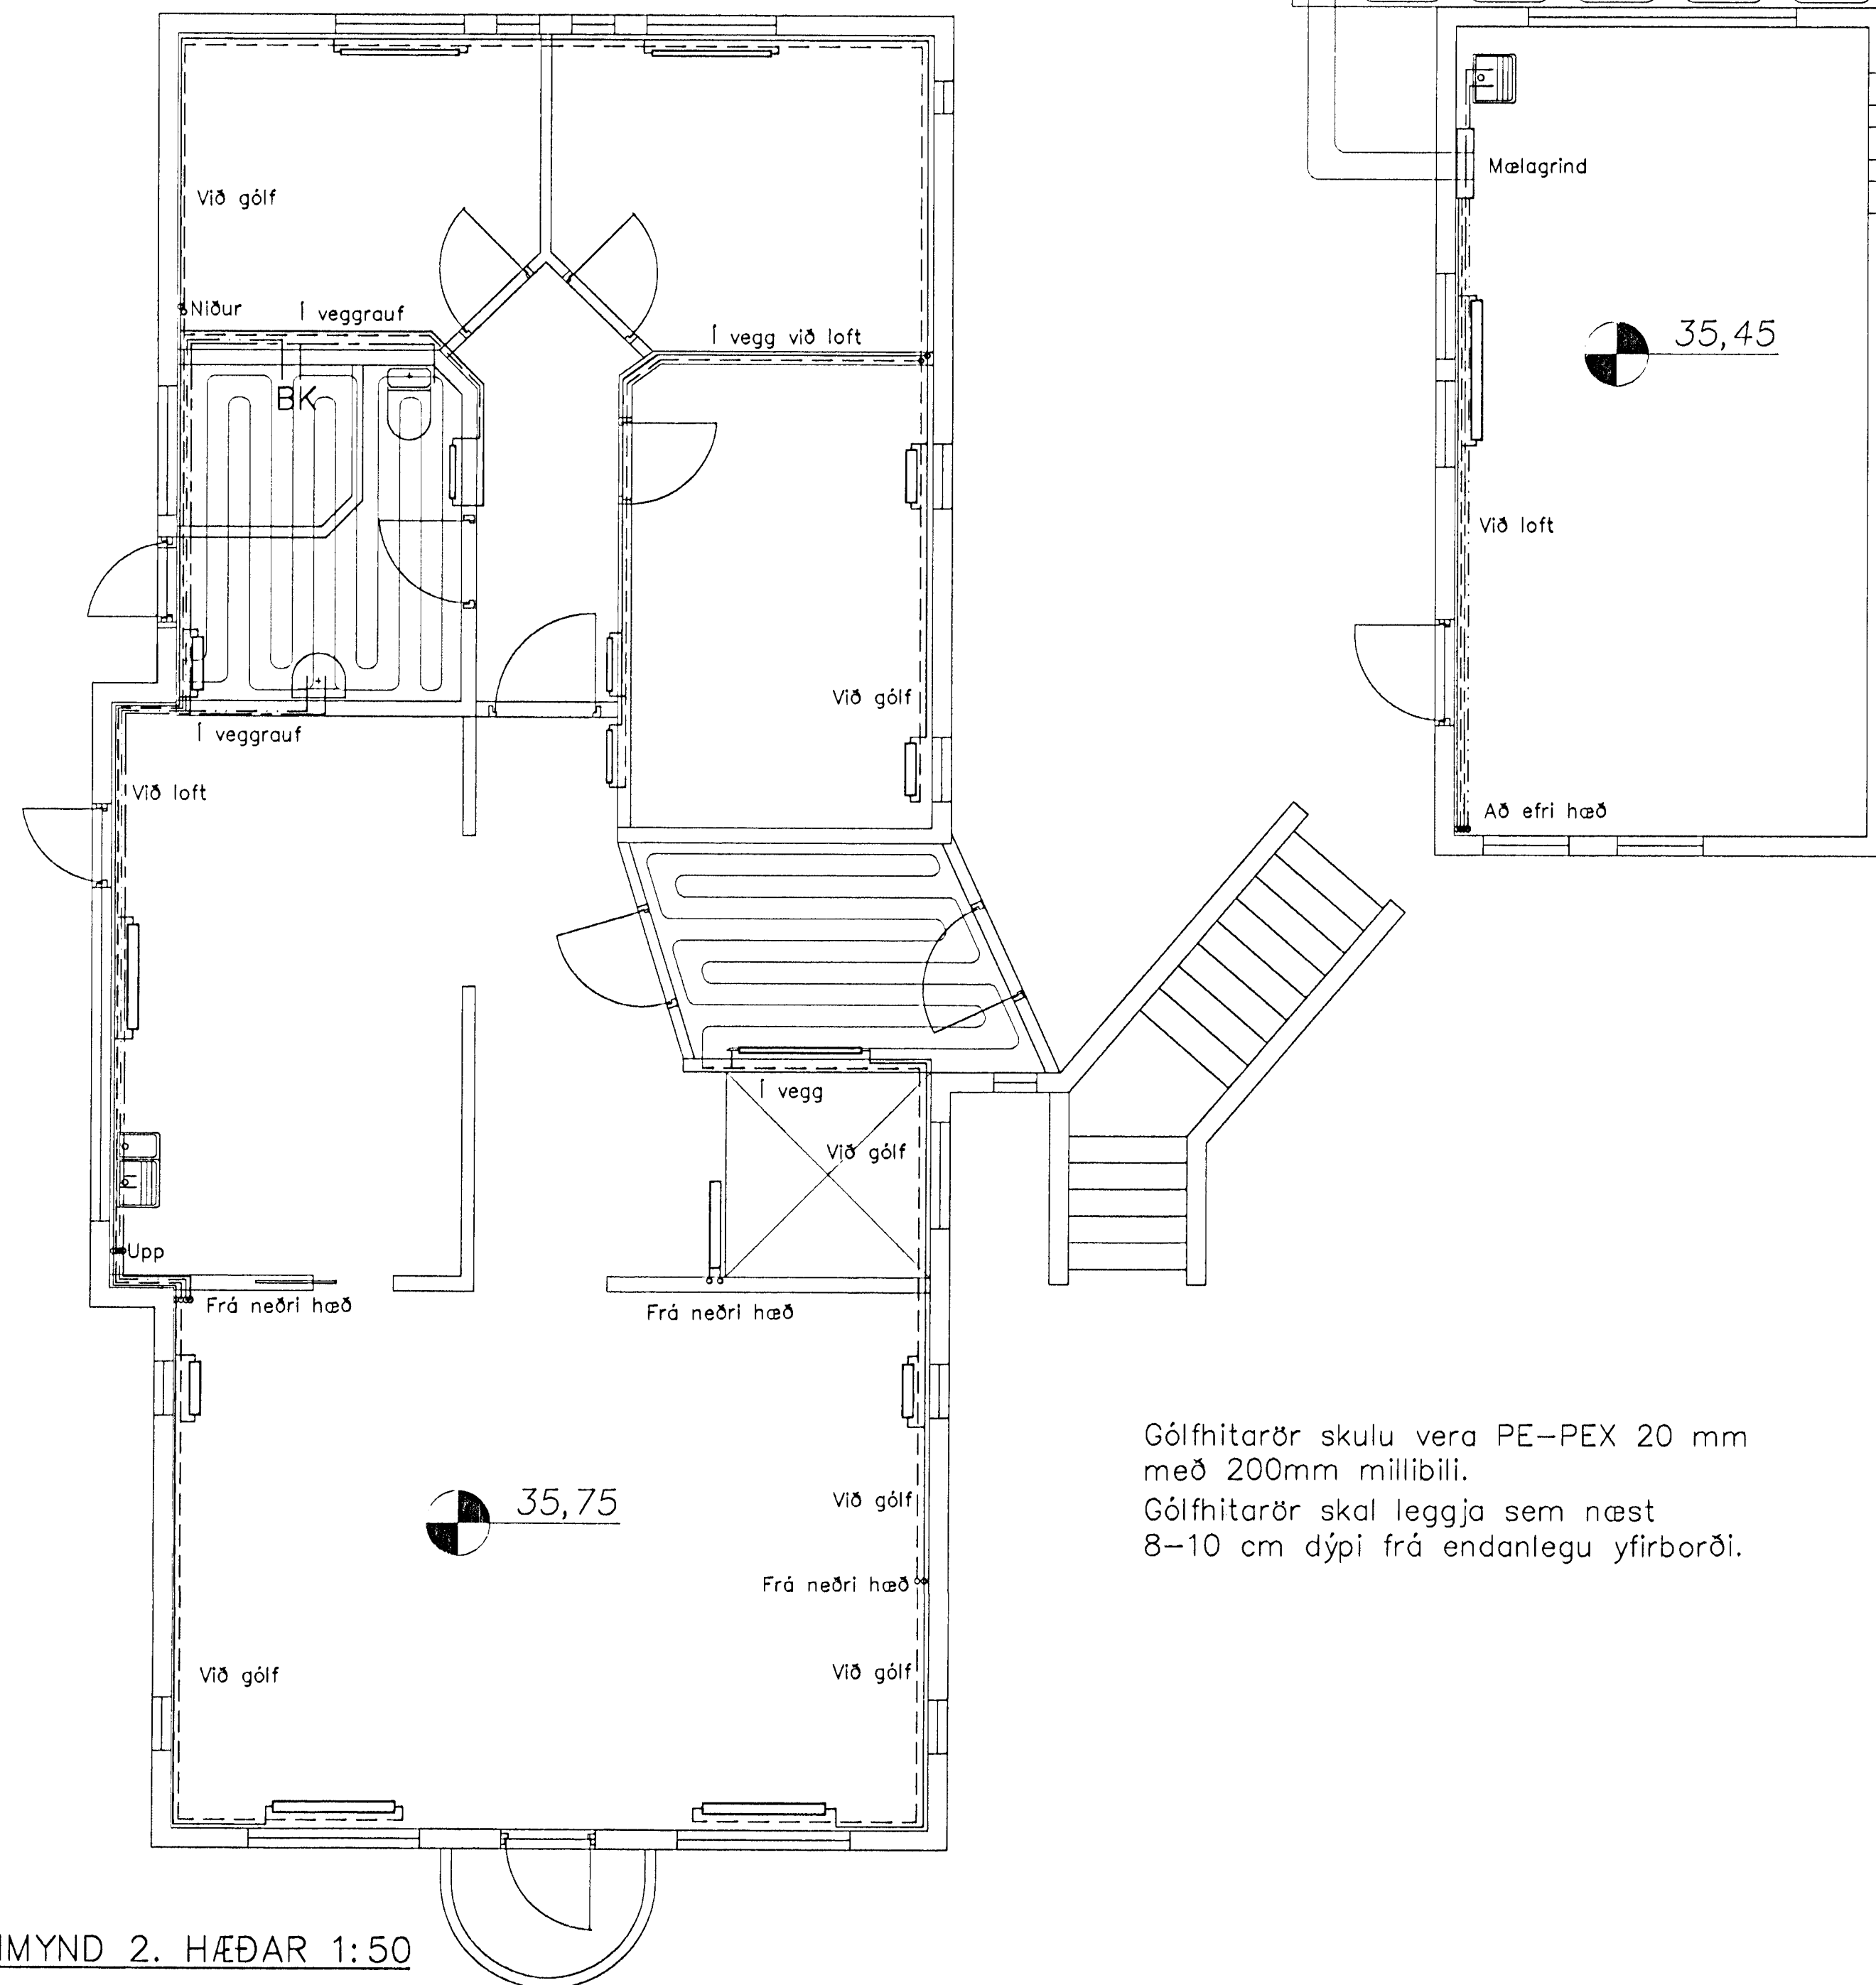 Við gólf
Mælagrind
Niður
Í veggrauf
Í vegg við loft
35,45
BK
Við loft
Við gólf
Í veggrauf
Við loft
Að efri hæð
Í vegg
Við gólf
Upp
Frá neðri hæð
Frá neðri hæð
Gólfhitarör skulu vera PE-PEX 20 mm
með 200mm millibili.
Gólfhitarör skal leggja sem næst
8-10 cm dýpi frá endanlegu yfirborði.
35,75
Við gólf
Frá neðri hæð
Við gólf
Við gólf
MYND 2. HÆÐAR 1:50